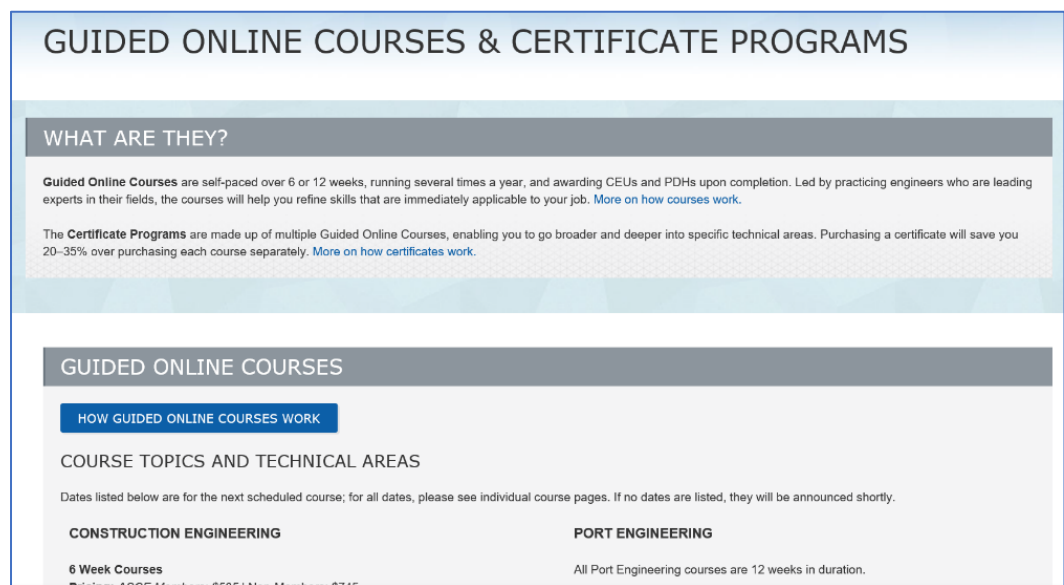 GUIDED ONLINE COURSES & CERTIFICATE PROGRAMS
WHAT ARE THEY?
Guided Online Courses are self-paced over 6 or 12 weeks, running several times a year, and awarding CEUs and PDHs upon completion. Led by practicing engineers who are leading
experts in their fields, the courses will help you refine skills that are immediately applicable to your job. More on how courses work.
The Certificate Programs are made up of multiple Guided Online Courses, enabling you to go broader and deeper into specific technical areas. Purchasing a certificate will save you
20–35% over purchasing each course separately. More on how certificates work.
GUIDED ONLINE COURSES
HOW GUIDED ONLINE COURSES WORK
COURSE TOPICS AND TECHNICAL AREAS
Dates listed below are for the next scheduled course; for all dates, please see individual course pages. If no dates are listed, they will be announced shortly.
CONSTRUCTION ENGINEERING
6 Week Courses
PORT ENGINEERING
All Port Engineering courses are 12 weeks in duration.